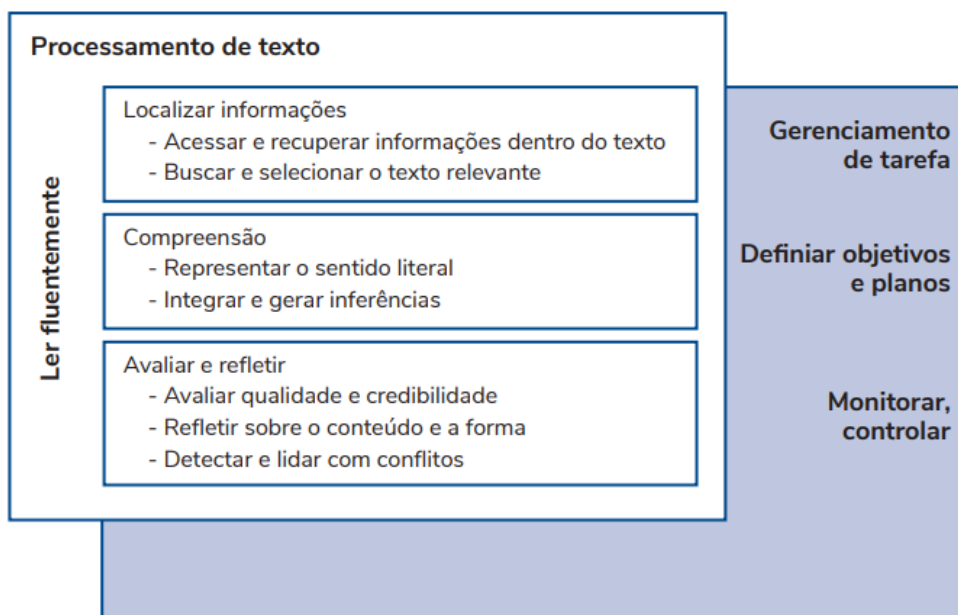 Processamento de texto
Ler fluentemente
Localizar informações
- Acessar e recuperar informações dentro do texto
- Buscar e selecionar o texto relevante
Compreensão
- Representar o sentido literal
- Integrar e gerar inferências
Avaliar e refletir
- Avaliar qualidade e credibilidade
- Refletir sobre o conteúdo e a forma
- Detectar e lidar com conflitos
Gerenciamento
de tarefa
Definiar objetivos
e planos
Monitorar,
controlar